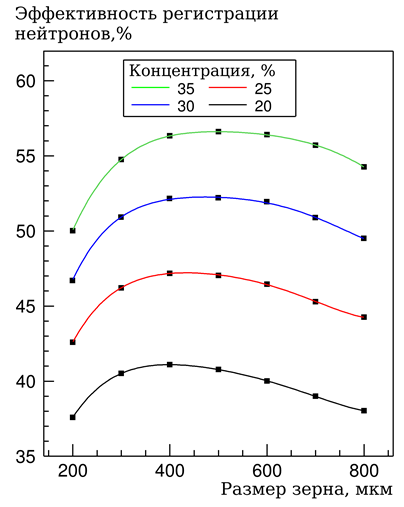 Эффективность регистрации
нейтронов,%
60
55
50
45
40
35
Концентрация, %
35 25
30 20
200 400 600 800
Размер зерна, мкм